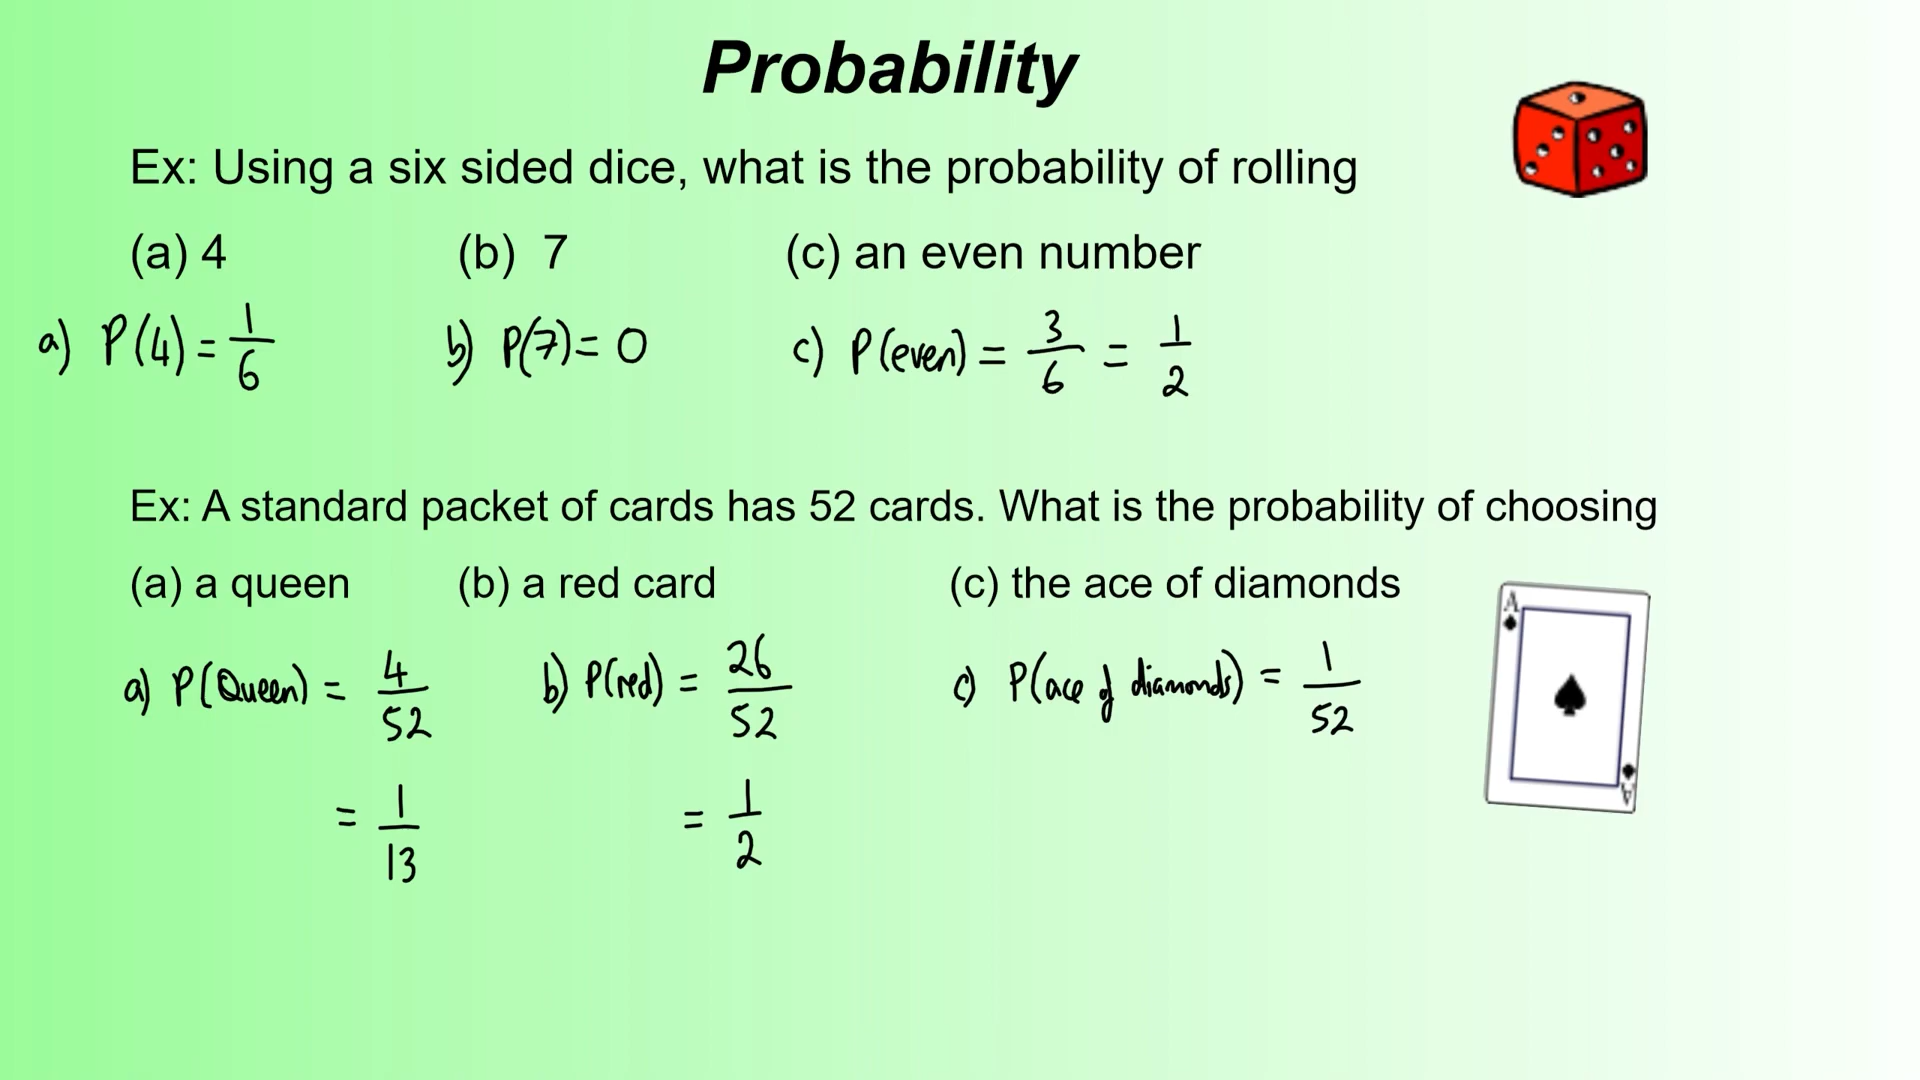 Probability
Ex: Using a six sided dice, what is the probability of rolling
(a) 4 (b) 7 (c) an even number
a) P(4) = 1/6 b) P(7) = 0 c) P(even) = 3/6 = 1/2
Ex: A standard packet of cards has 52 cards. What is the probability of choosing
(a) a queen (b) a red card (c) the ace of diamonds
a) P(Queen) = 4/52 b) P(red) = 26/52 c) P(ace of diamonds) = 1/52
= 1/13 = 1/2
A
A